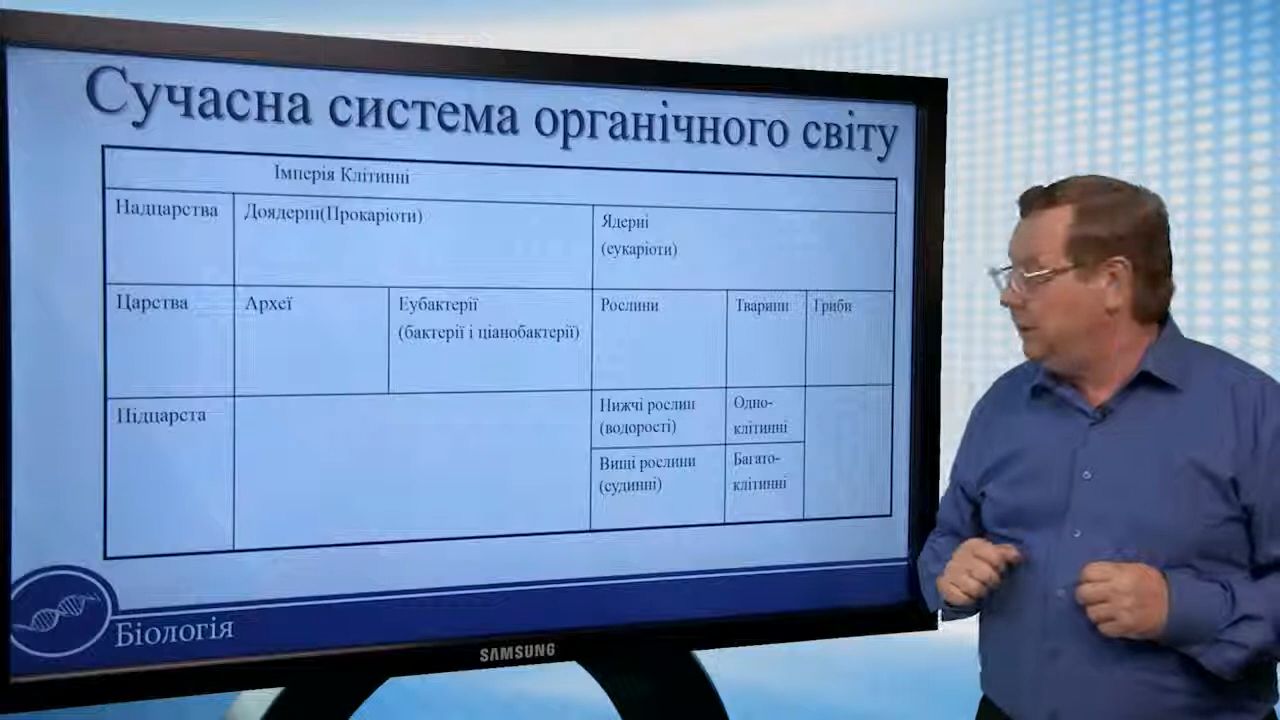 Сучасна система органічного світу
Імперія Клітинні
Надцарства
Доядерні(Прокаріоти)
Ядерні
(еукаріоти)
Царства
Археї
Еубактерії
(бактерії і ціанобактерії)
Рослини
Тварини
Гриби
Підцарста
Нижчі рослин
(водорості)
Одно-
клітинні
Вищі рослини
(судинні)
Багато-
клітинні
Біологія
SAMSUNG